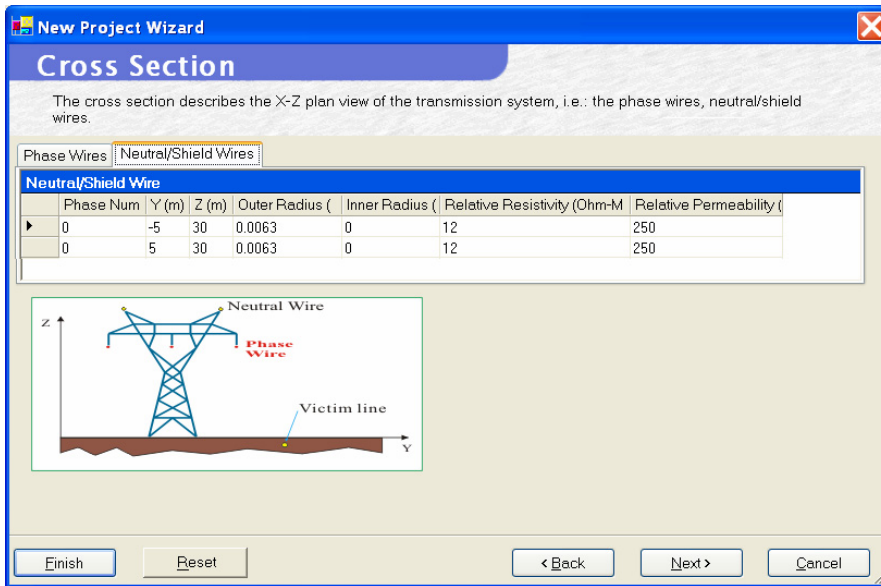 New Project Wizard
Cross Section
The cross section describes the X-Z plan view of the transmission system, i.e.: the phase wires, neutral/shield
wires.
Phase Wires Neutral/Shield Wires
Neutral/Shield Wire
Phase Num Y (m) Z (m) Outer Radius ( Inner Radius ( Relative Resistivity (Ohm-M Relative Permeability (
0 -5 30 0.0063 0 12 250
0 5 30 0.0063 0 12 250
Neutral Wire
Z
Phase
Wire
Victim line
Y
Finish Reset < Back Next > Cancel